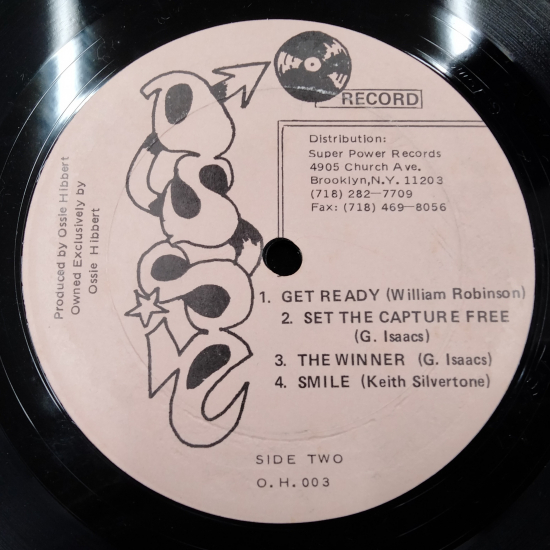 RECORD
Distribution:
Super Power Records
4905 Church Ave.
Brooklyn,N.Y. 11203
(718) 282-7709
Fax: (718) 469-8056
Produced by Ossie Hibbert
Owned Exclusively by
Ossie Hibbert
1. GET READY (William Robinson)
2. SET THE CAPTURE FREE
(G. Isaacs)
3. THE WINNER (G. Isaacs)
4. SMILE (Keith Silvertone)
SIDE TWO
O.H.003